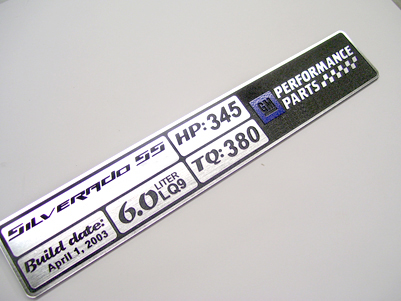 SILVERADO SS
Build date:
April 1, 2003
6.0 LITER LQ9
HP: 345
TQ: 380
GM PERFORMANCE
PARTS